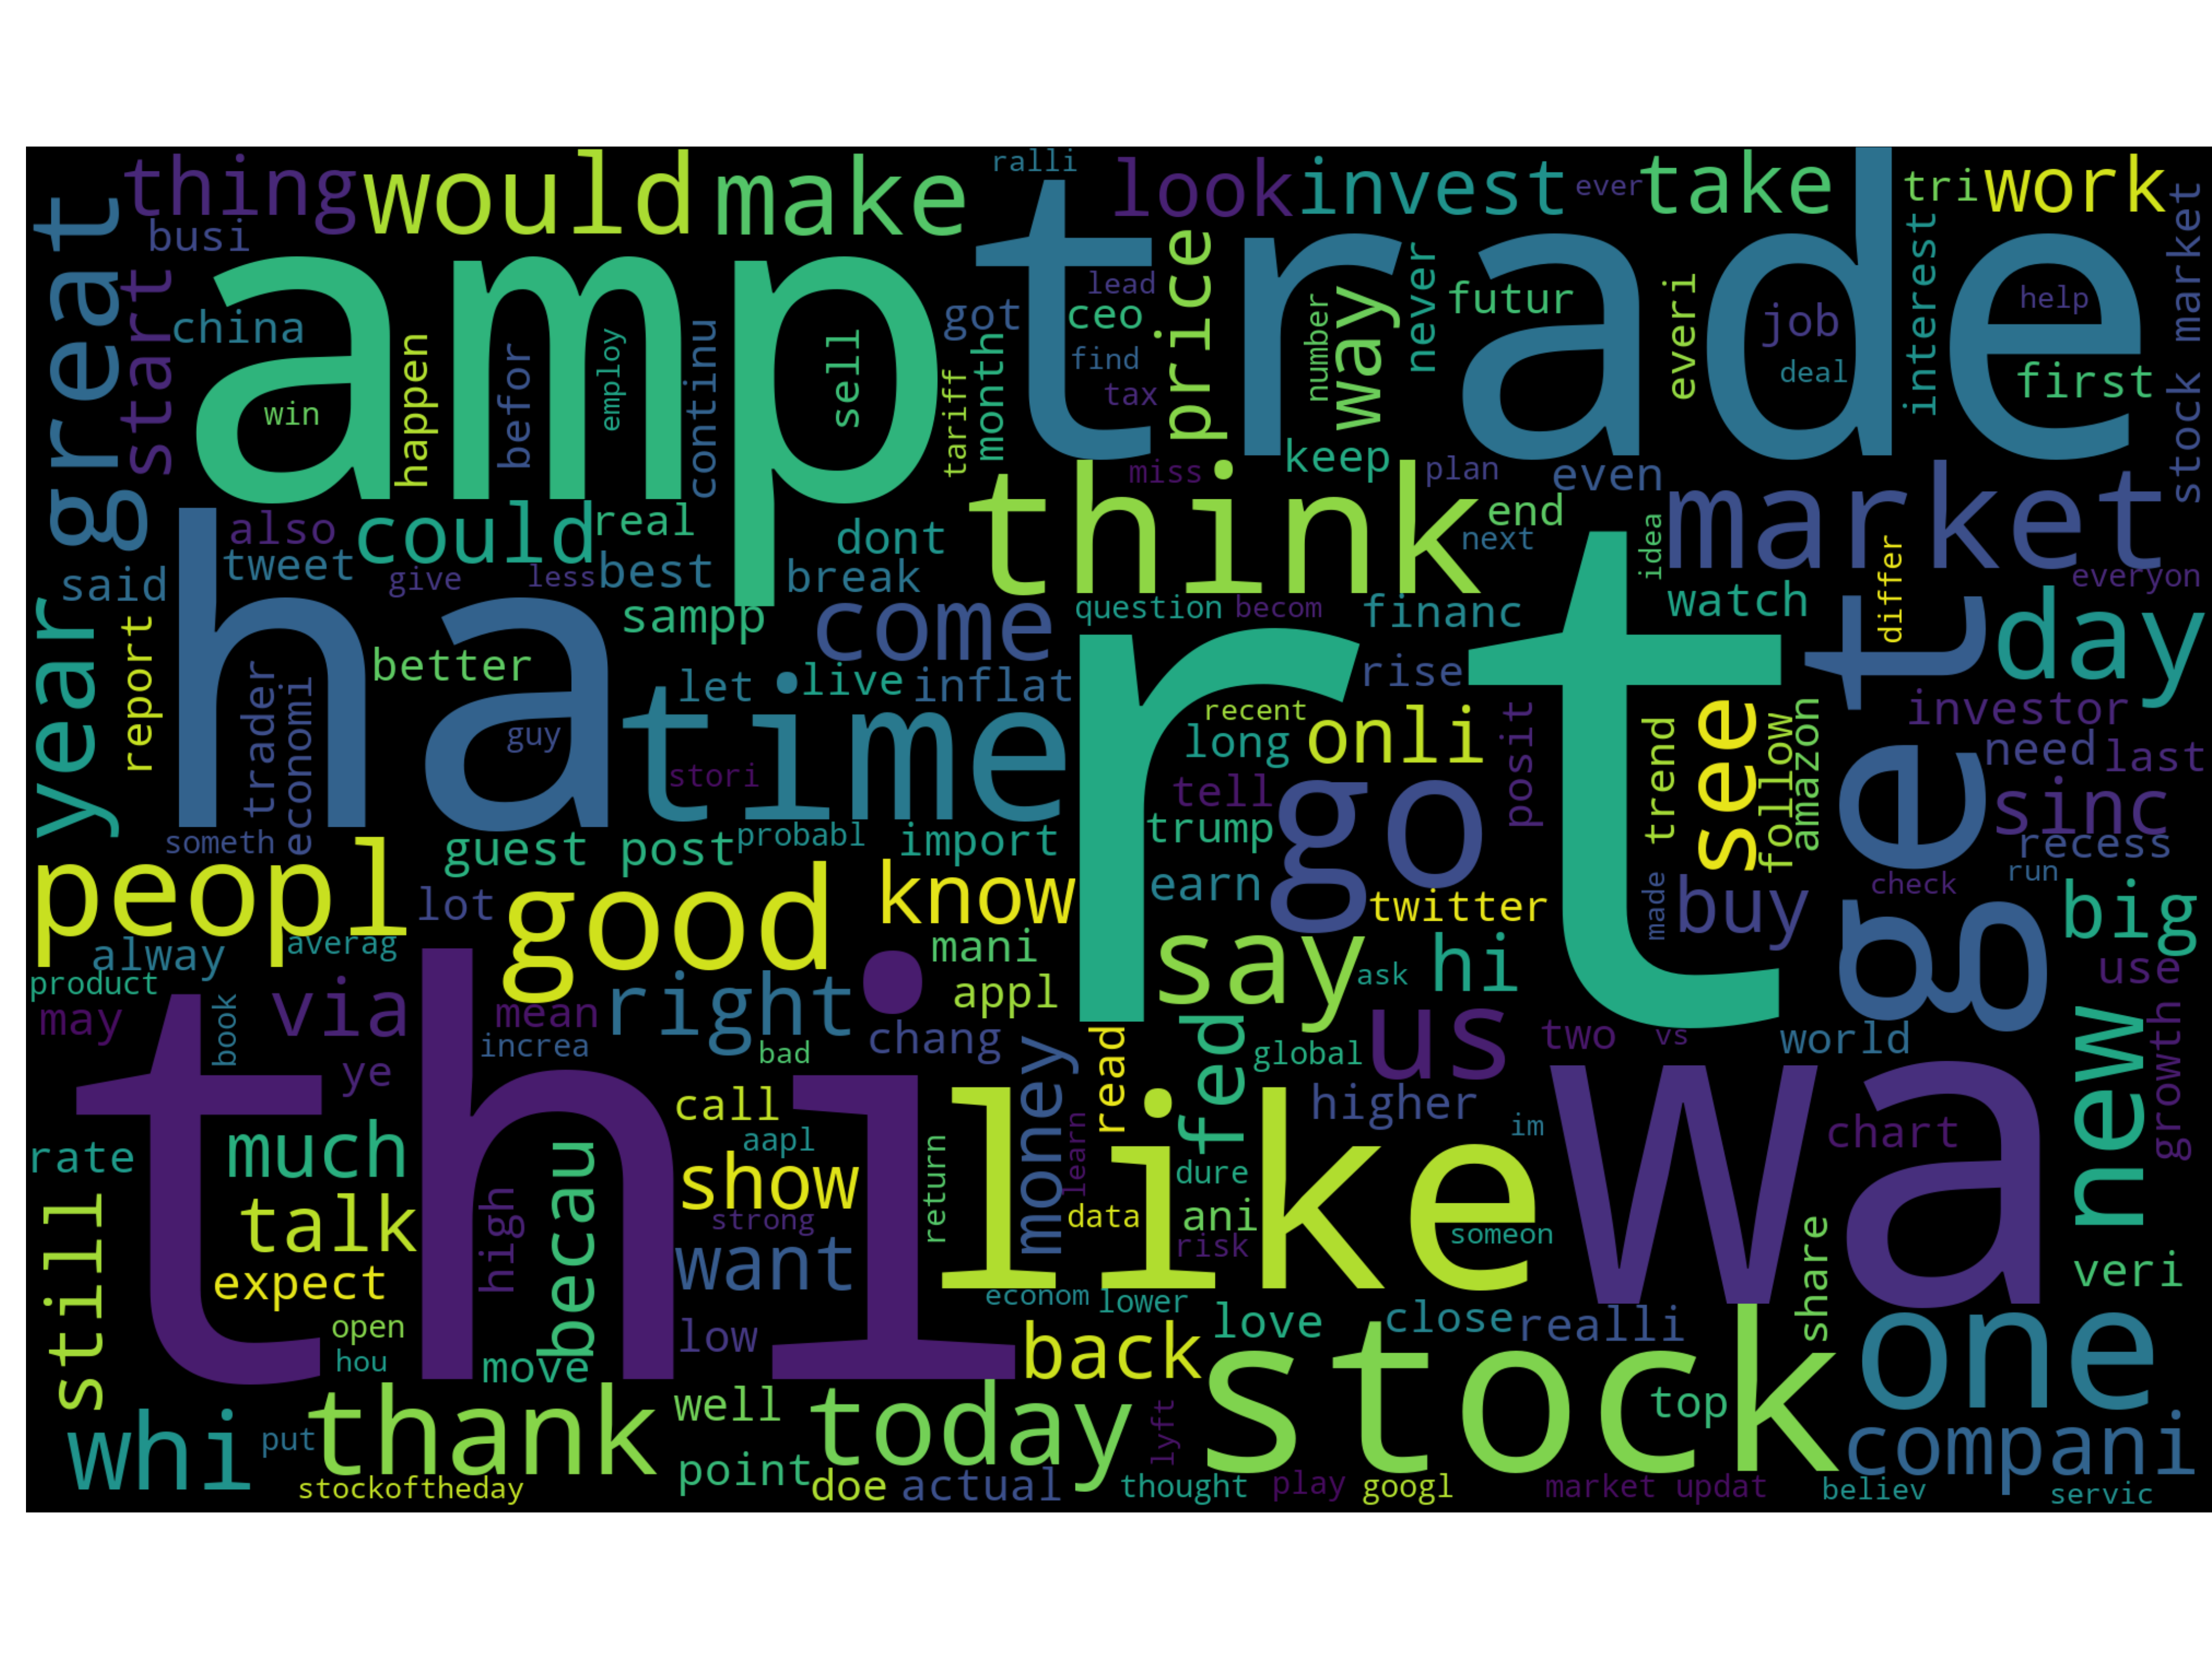 great
thing
busi
start
china
would
make
ralli
look
invest
ever
take
tri
work
stock market
amp
win
happen
befor
employ
continu
sell
trade
got
tariff
month
lead
ceo
find
tax
price
number
way
never
futur
everi
job
deal
interest
help
first
miss
keep
plan
even
think
end
next
idea
market
everyon
differ
said
also
tweet
could
real
give
less
best
dont
break
sampp
come
question
becom
financ
watch
day
year
report
ha
trader
economi
better
guy
let
live
inflat
time
stori
rt
rise
recent
long
onli
posit
tell
trump
go
trend
see
follow
amazon
get
investor
need
last
sinc
recess
run
check
someth
guest
post
probabl
import
peopl
lot
good
know
earn
twitter
made
buy
big
alway
averag
product
may
book
via
mean
right
increa
mani
appl
chang
bad
say
ask
hi
use
ye
thi
call
aapl
money
read
fed
global
us
two
vs
world
new
growth
rate
much
still
talk
expect
high
becau
show
strong
want
return
like
learn
data
dure
ani
risk
higher
im
someon
wa
chart
share
veri
open
hou
move
low
econom
lower
back
love
close
realli
one
whi
put
thank
well
today
lyft
stock
top
compani
stockoftheday
point
doe
actual
thought
play
googl
market updat
believ
servic